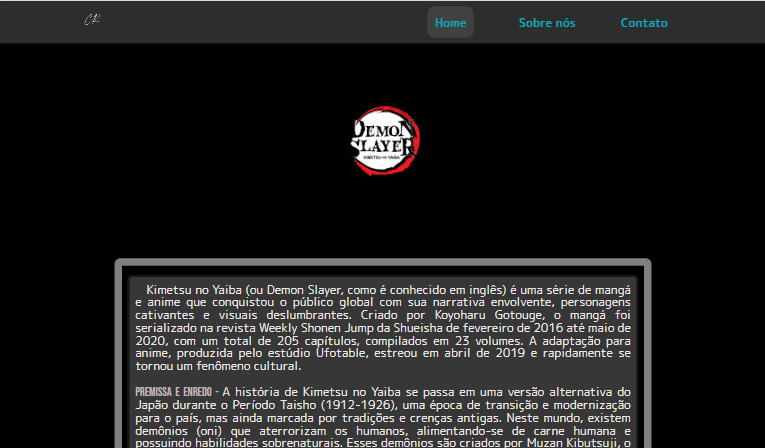 Home Sobre nós Contato
DEMON
SLAYER
KIMETSU NO YAIBA
Kimetsu no Yaiba (ou Demon Slayer, como é conhecido em inglês) é uma série de mangá
e anime que conquistou o público global com sua narrativa envolvente, personagens
cativantes e visuais deslumbrantes. Criado por Koyoharu Gotouge, o mangá foi
serializado na revista Weekly Shonen Jump da Shueisha de fevereiro de 2016 até maio de
2020, com um total de 205 capítulos, compilados em 23 volumes. A adaptação para
anime, produzida pelo estúdio Ufotable, estreou em abril de 2019 e rapidamente se
tornou um fenômeno cultural.
PREMISSA E ENREDO - A história de Kimetsu no Yaiba se passa em uma versão alternativa do
Japão durante o Período Taisho (1912-1926), uma época de transição e modernização
para o país, mas ainda marcada por tradições e crenças antigas. Neste mundo, existem
demônios (oni) que aterrorizam os humanos, alimentando-se de carne humana e
possuindo habilidades sobrenaturais. Esses demônios são criados por Muzan Kibutsuji, o